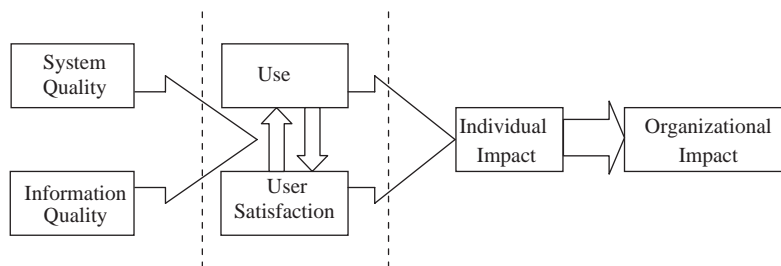 System
Quality
Use
Individual
Impact
Organizational
Impact
Information
Quality
User
Satisfaction